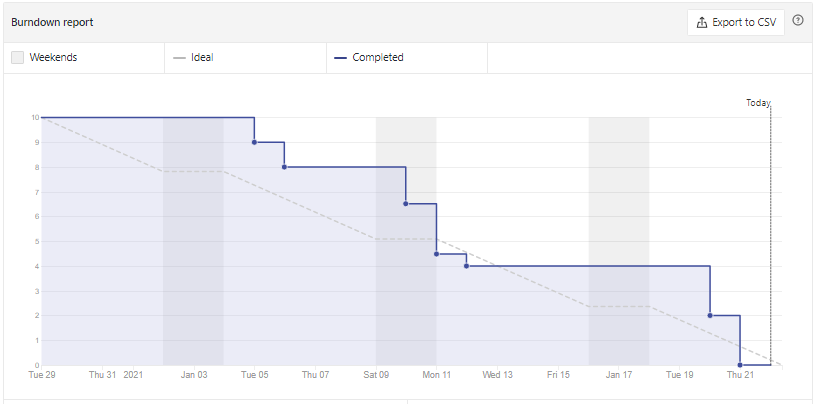 Burndown report
Export to CSV
Weekends
Ideal
Completed
Today
10
9
8
7
6
5
4
3
2
1
0
Tue 29 Thu 31 2021 Jan 03 Tue 05 Thu 07 Sat 09 Mon 11 Wed 13 Fri 15 Jan 17 Tue 19 Thu 21